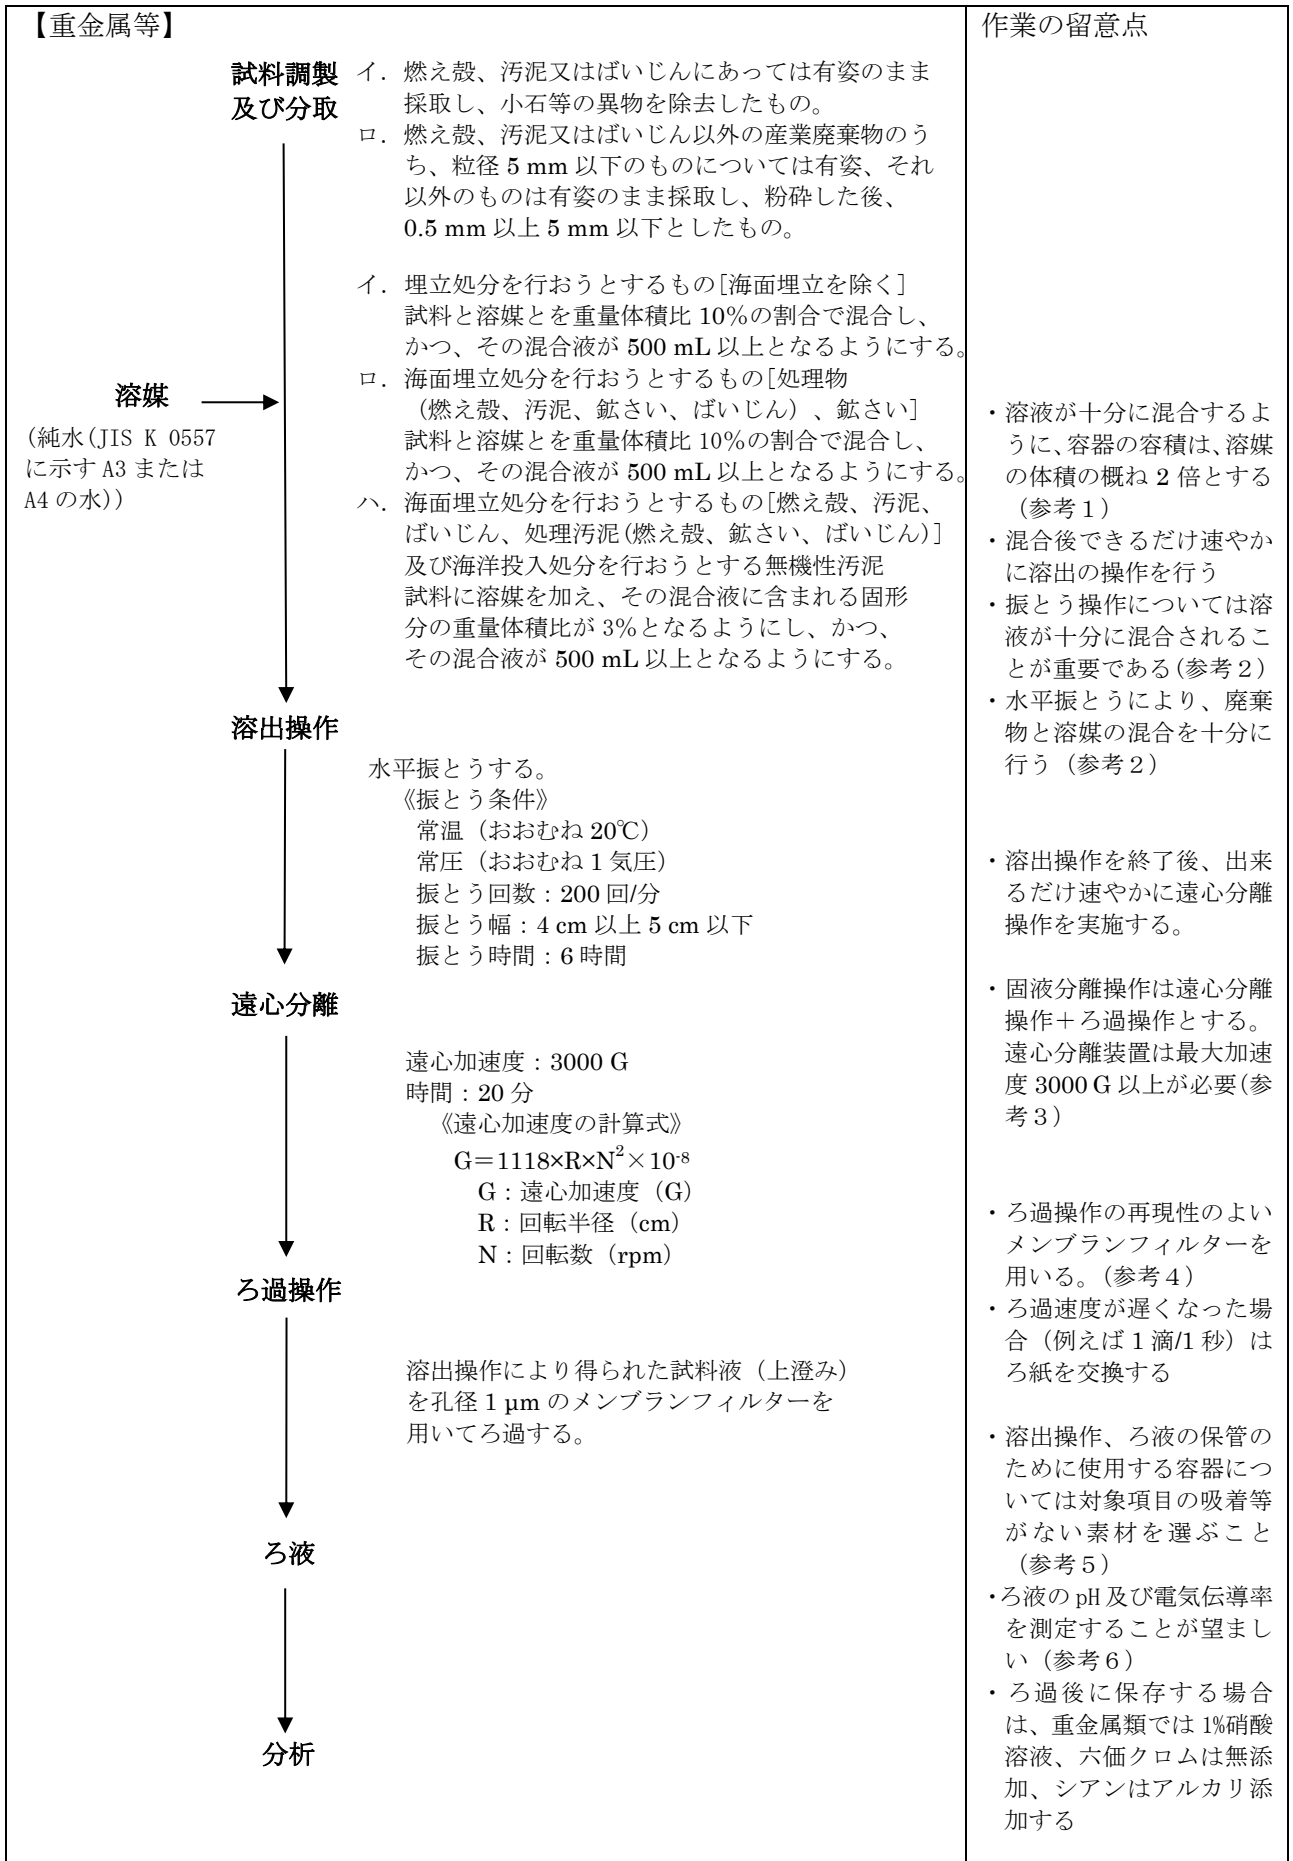 【重金属等】
試料調製
及び分取
イ．燃え殻、汚泥又はばいじんにあっては有姿のまま
採取し、小石等の異物を除去したもの。
ロ．燃え殻、汚泥又はばいじん以外の産業廃棄物のう
ち、粒径 5 mm 以下のものについては有姿、それ
以外のものは有姿のまま採取し、粉砕した後、
0.5 mm 以上 5 mm 以下としたもの。
イ．埋立処分を行おうとするもの[海面埋立を除く]
試料と溶媒とを重量体積比 10%の割合で混合し、
かつ、その混合液が 500 mL 以上となるようにする。
ロ．海面埋立処分を行おうとするもの[処理物
（燃え殻、汚泥、鉱さい、ばいじん）、鉱さい]
試料と溶媒とを重量体積比 10%の割合で混合し、
かつ、その混合液が 500 mL 以上となるようにする。
ハ．海面埋立処分を行おうとするもの[燃え殻、汚泥、
ばいじん、処理汚泥(燃え殻、鉱さい、ばいじん)]
及び海洋投入処分を行おうとする無機性汚泥
試料に溶媒を加え、その混合液に含まれる固形
分の重量体積比が 3%となるようにし、かつ、
その混合液が 500 mL 以上となるようにする。
溶媒
(純水(JIS K 0557
に示す A3 または
A4 の水))
溶出操作
水平振とうする。
《振とう条件》
常温（おおむね 20℃）
常圧（おおむね 1 気圧）
振とう回数：200 回/分
振とう幅：4 cm 以上 5 cm 以下
振とう時間：6 時間
遠心分離
遠心加速度：3000 G
時間：20 分
《遠心加速度の計算式》
G＝1118×R×N²×10⁻⁸
G：遠心加速度（G）
R：回転半径（cm）
N：回転数（rpm）
ろ過操作
溶出操作により得られた試料液（上澄み）
を孔径 1 µm のメンブランフィルターを
用いてろ過する。
ろ液
分析
作業の留意点
・溶液が十分に混合するよ
うに、容器の容積は、溶媒
の体積の概ね 2 倍とする
（参考１）
・混合後できるだけ速やか
に溶出の操作を行う
・振とう操作については溶
液が十分に混合されるこ
とが重要である(参考２)
・水平振とうにより、廃棄
物と溶媒の混合を十分に
行う（参考２）
・溶出操作を終了後、出来
るだけ速やかに遠心分離
操作を実施する。
・固液分離操作は遠心分離
操作＋ろ過操作とする。
遠心分離装置は最大加速
度 3000 G 以上が必要(参
考３)
・ろ過操作の再現性のよい
メンブランフィルターを
用いる。(参考４)
・ろ過速度が遅くなった場
合（例えば 1 滴/1 秒）は
ろ紙を交換する
・溶出操作、ろ液の保管の
ために使用する容器につ
いては対象項目の吸着等
がない素材を選ぶこと
（参考５）
・ろ液の pH 及び電気伝導率
を測定することが望まし
い（参考６）
・ろ過後に保存する場合
は、重金属類では 1%硝酸
溶液、六価クロムは無添
加、シアンはアルカリ添
加する